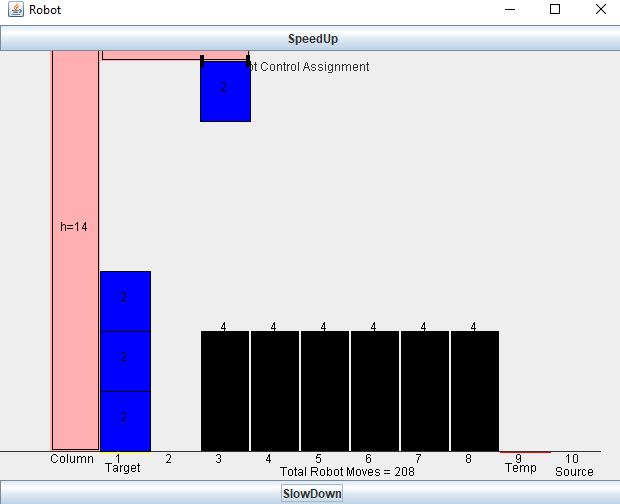 Robot
SpeedUp
2 ot Control Assignment
h=14
2
2
2
4 4 4 4 4 4
Column 1 2 3 4 5 6 7 8 9 10
Target Total Robot Moves = 208 Temp Source
SlowDown